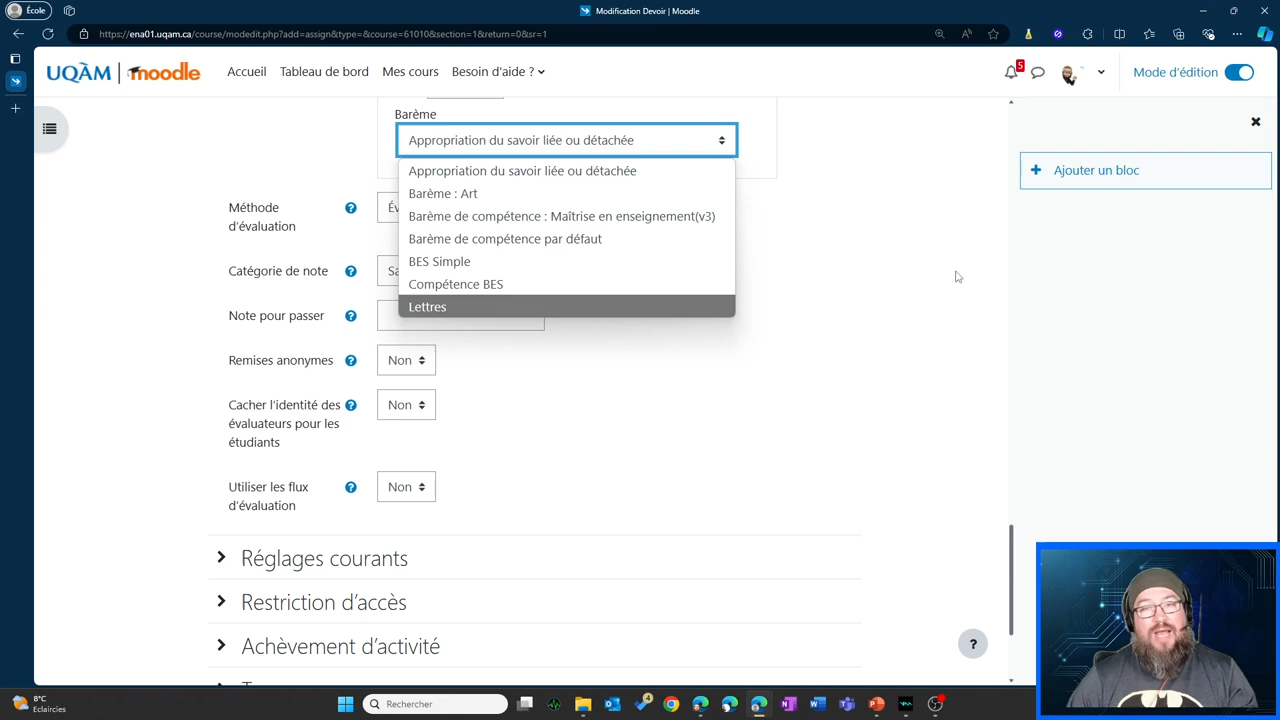 École
Modification Devoir | Moodle
https://ena01.uqam.ca/course/modedit.php?add=assign&type=&course=61010&section=1&return=0&sr=1
UQÀM | moodle
Accueil
Tableau de bord
Mes cours
Besoin d'aide ?
5
Mode d'édition
Barème
Appropriation du savoir liée ou détachée
Appropriation du savoir liée ou détachée
Barème : Art
Barème de compétence : Maîtrise en enseignement(v3)
Barème de compétence par défaut
BES Simple
Compétence BES
Lettres
Ajouter un bloc
Méthode
d'évaluation
Év
Catégorie de note
Sa
Note pour passer
Remises anonymes
Non
Cacher l'identité des
évaluateurs pour les
étudiants
Non
Utiliser les flux
d'évaluation
Non
Réglages courants
Restriction d'accès
Achèvement d'activité
?
8°C
Eclaircies
Rechercher
4